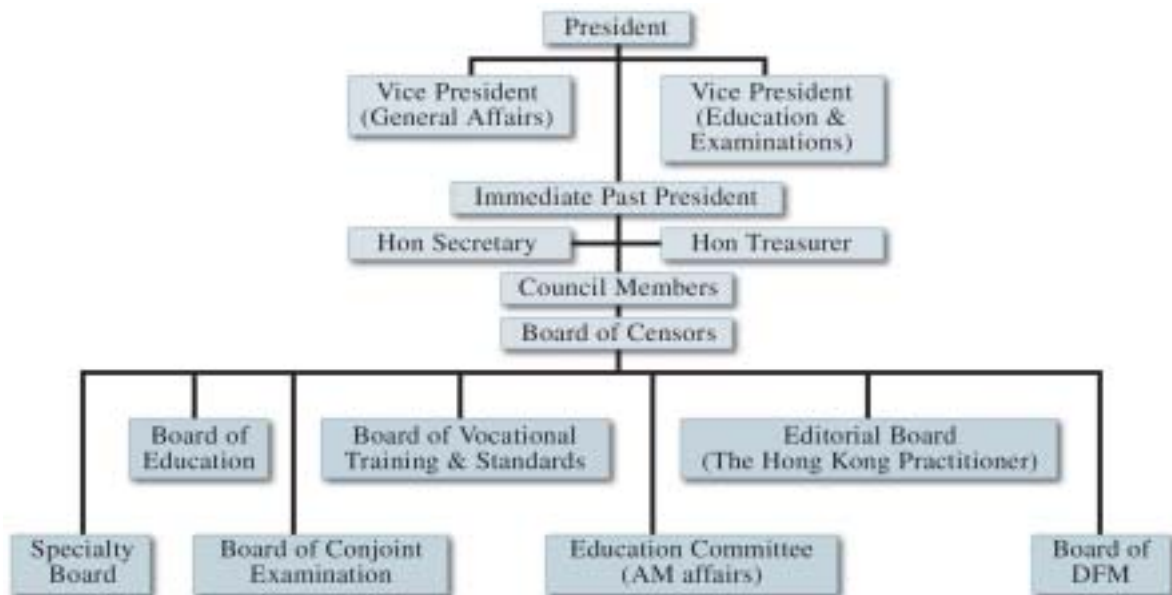 President
Vice President
(General Affairs)
Vice President
(Education &
Examinations)
Immediate Past President
Hon Secretary
Hon Treasurer
Council Members
Board of Censors
Board of
Education
Board of Vocational
Training & Standards
Editorial Board
(The Hong Kong Practitioner)
Specialty
Board
Board of Conjoint
Examination
Education Committee
(AM affairs)
Board of
DFM